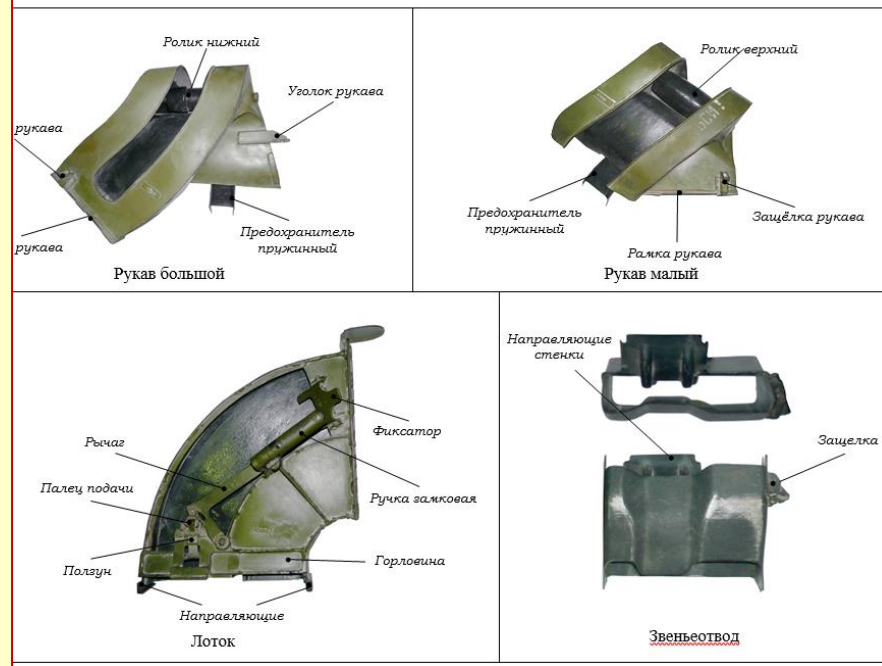 Ролик нижний
Уголок рукава
рукава
рукава
Предохранитель
пружинный
Рукав большой
Ролик верхний
Предохранитель
пружинный
Защёлка рукава
Рамка рукава
Рукав малый
Рычаг
Фиксатор
Палец подачи
Ручка замковая
Ползун
Горловина
Направляющие
Лоток
Направляющие
стенки
Защелка
Звеньеотвод